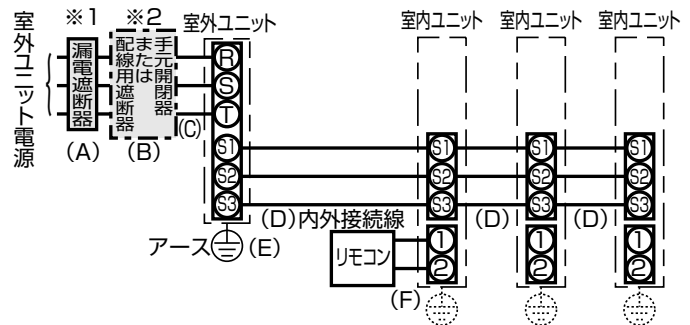 ※1
※2
室外ユニット
室内ユニット
室内ユニット
室内ユニット
室外ユニット電源
漏電遮断器
手元開閉器
または
配線用遮断器
R
S
T
(A)
(B)
(C)
S1
S2
S3
S1
S2
S3
S1
S2
S3
S1
S2
S3
(D)内外接続線
(D)
(D)
アース
(E)
リモコン
(F)
1
2
1
2
1
2